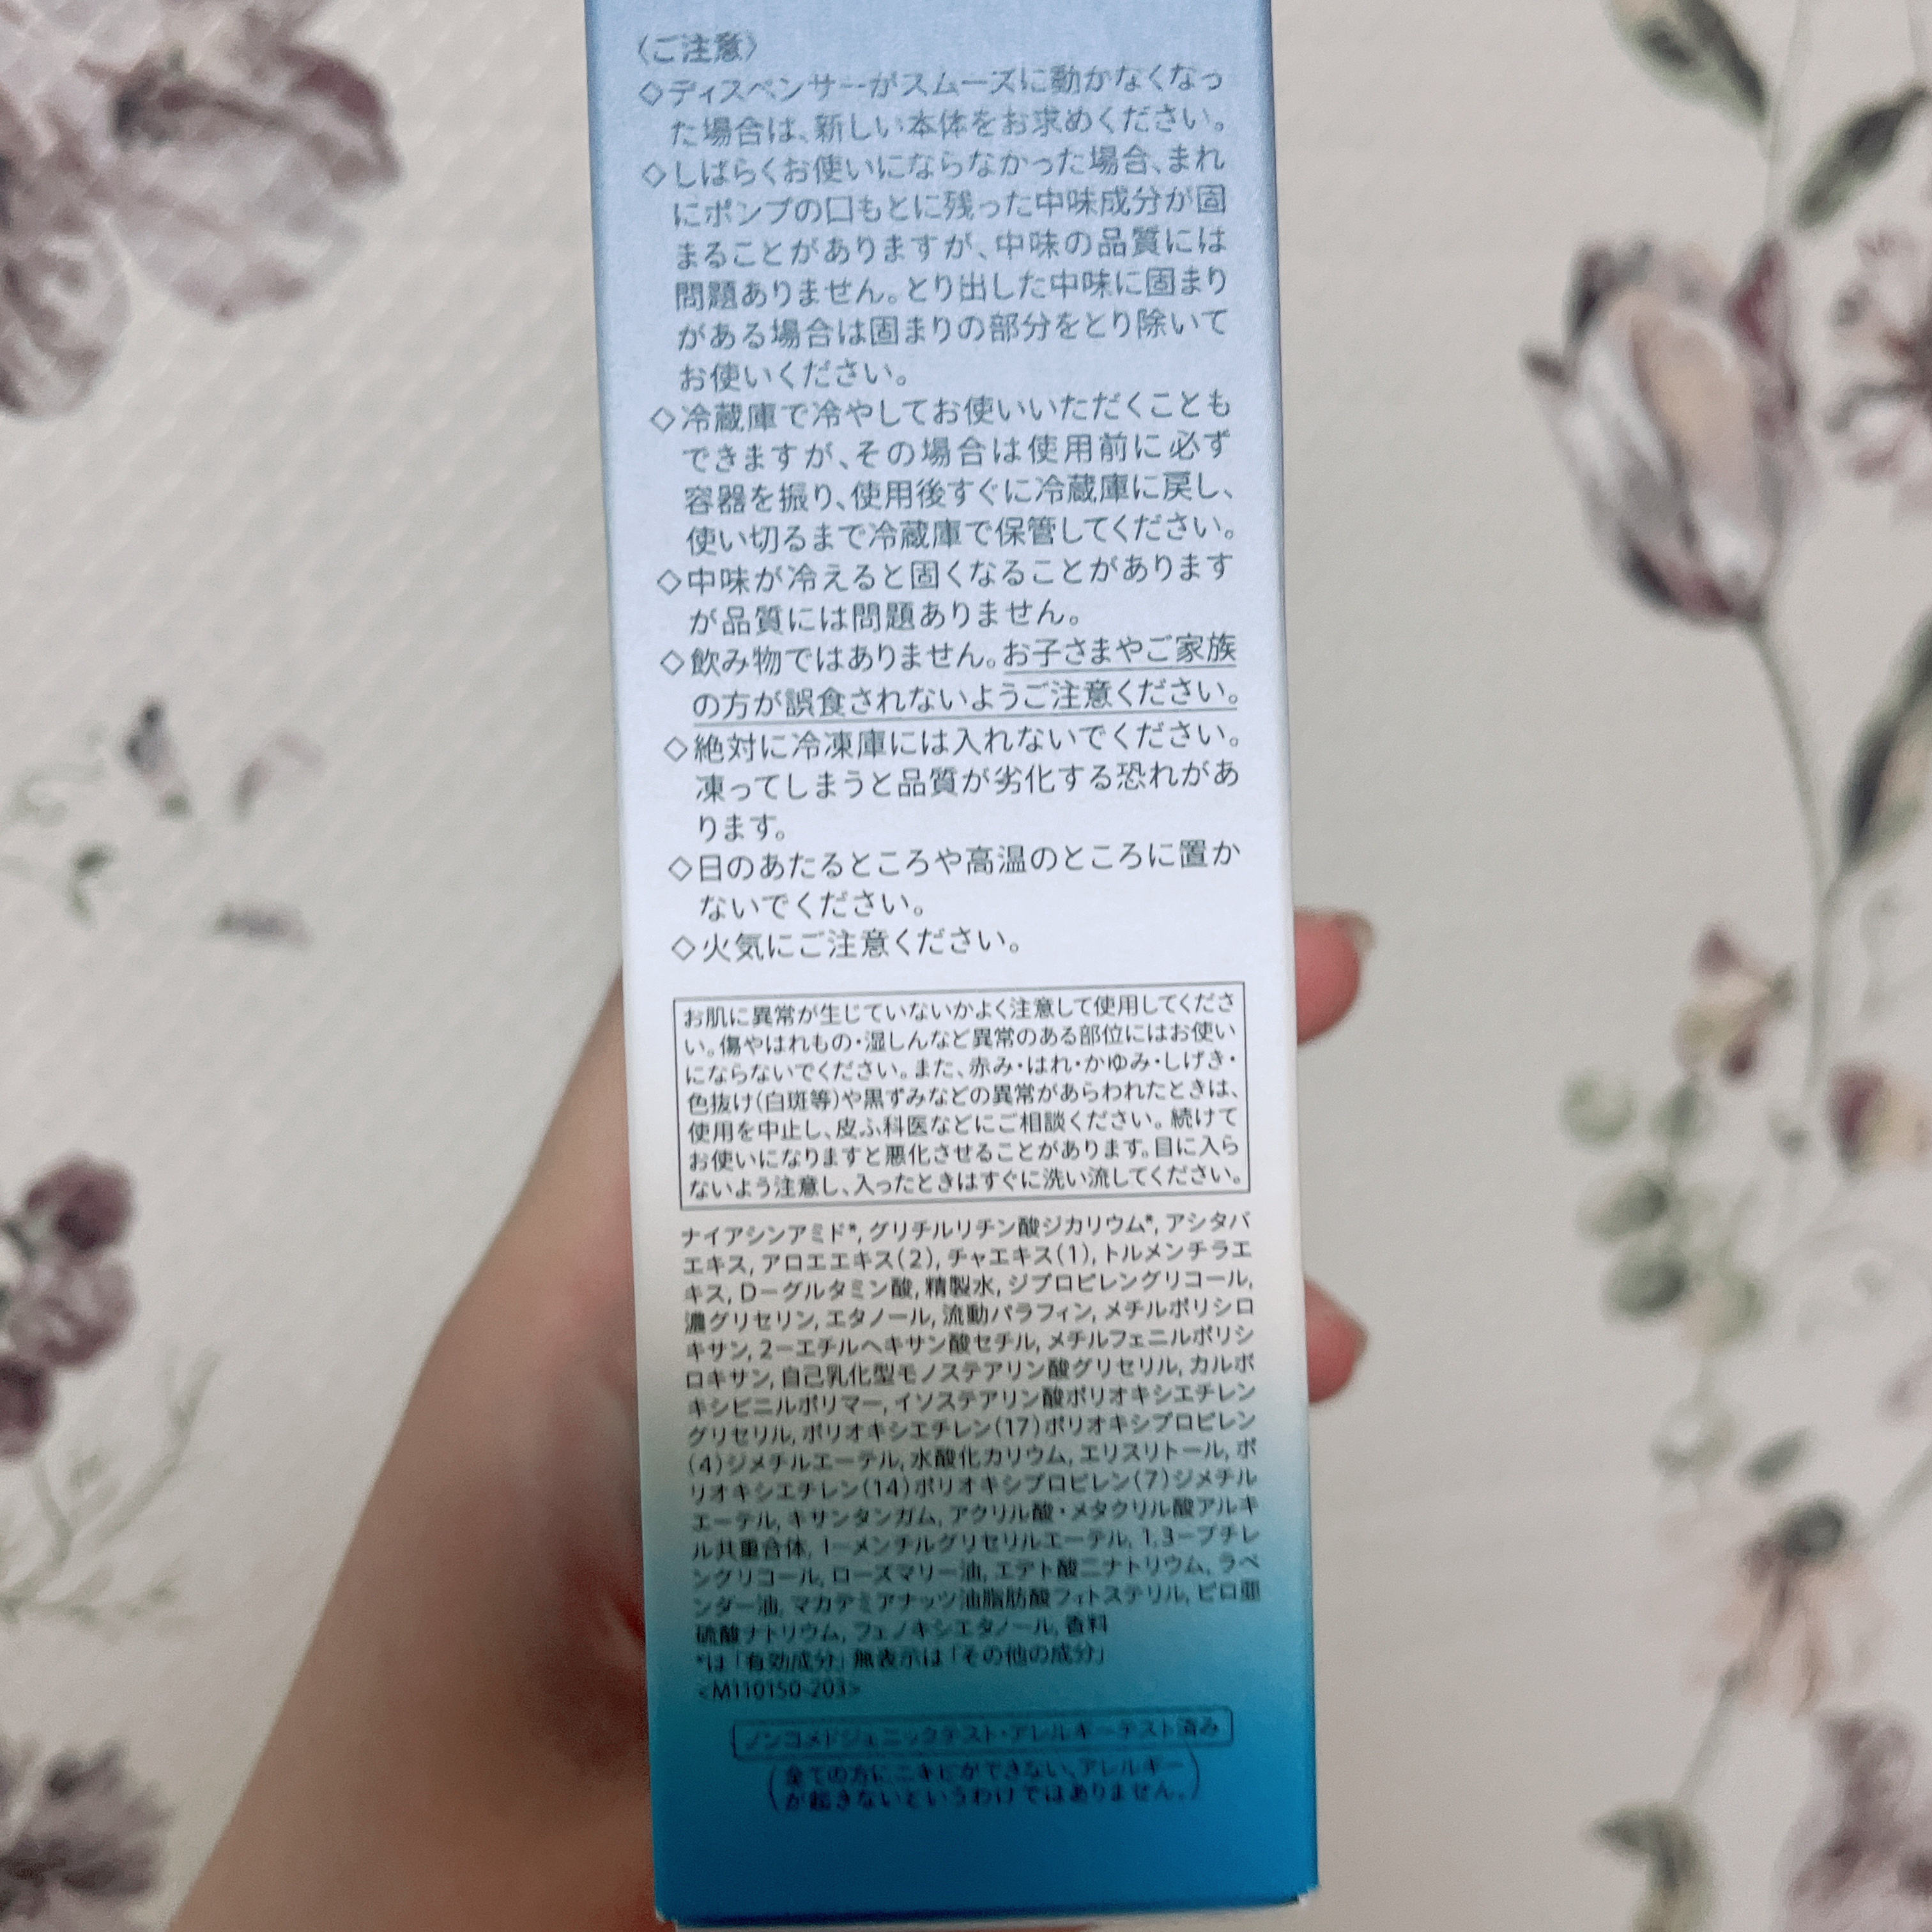 〈ご注意〉
◇ディスペンサーがスムーズに動かなくなっ
た場合は、新しい本体をお求めください。
◇しばらくお使いにならなかった場合、まれ
にポンプの口もとに残った中味成分が固
まることがありますが、中味の品質には
問題ありません。とり出した中味に固まり
がある場合は固まりの部分をとり除いて
お使いください。
◇冷蔵庫で冷やしてお使いいただくことも
できますが、その場合は使用前に必ず
容器を振り、使用後すぐに冷蔵庫に戻し、
使い切るまで冷蔵庫で保管してください。
◇中味が冷えると固くなることがあります
が品質には問題ありません。
◇飲み物ではありません。お子さまやご家族
の方が誤食されないようご注意ください。
◇絶対に冷凍庫には入れないでください。
凍ってしまうと品質が劣化する恐れがあ
ります。
◇日のあたるところや高温のところに置か
ないでください。
◇火気にご注意ください。
お肌に異常が生じていないかよく注意して使用してくださ
い。傷やはれもの・湿しんなど異常のある部位にはお使い
にならないでください。また、赤み・はれ・かゆみ・しげき・
色抜け(白斑等)や黒ずみなどの異常があらわれたときは、
使用を中止し、皮ふ科医などにご相談ください。続けて
お使いになりますと悪化させることがあります。目に入ら
ないよう注意し、入ったときはすぐに洗い流してください。
ナイアシンアミド*, グリチルリチン酸ジカリウム*, アシタバ
エキス, アロエエキス(2), チャエキス(1), トルメンチラエ
キス, D－グルタミン酸, 精製水, ジプロピレングリコール,
濃グリセリン, エタノール, 流動パラフィン, メチルポリシロ
キサン, 2－エチルヘキサン酸セチル, メチルフェニルポリシ
ロキサン, 自己乳化型モノステアリン酸グリセリル, カルボ
キシビニルポリマー, イソステアリン酸ポリオキシエチレン
グリセリル, ポリオキシエチレン(17)ポリオキシプロピレン
(4)ジメチルエーテル, 水酸化カリウム, エリスリトール, ポ
リオキシエチレン(14)ポリオキシプロピレン(7)ジメチル
エーテル, キサンタンガム, アクリル酸・メタクリル酸アルキ
ル共重合体, l－メンチルグリセリルエーテル, 1,3－ブチレ
ングリコール, ローズマリー油, エデト酸二ナトリウム, ラベ
ンダー油, マカデミアナッツ油脂肪酸フィトステリル, ピロ亜
硫酸ナトリウム, フェノキシエタノール, 香料
*は「有効成分」無表示は「その他の成分」
<M110150-203>
ノンコメドジェニックテスト・アレルギーテスト済み
(全ての方にニキビができない、アレルギー
が起きないというわけではありません。)